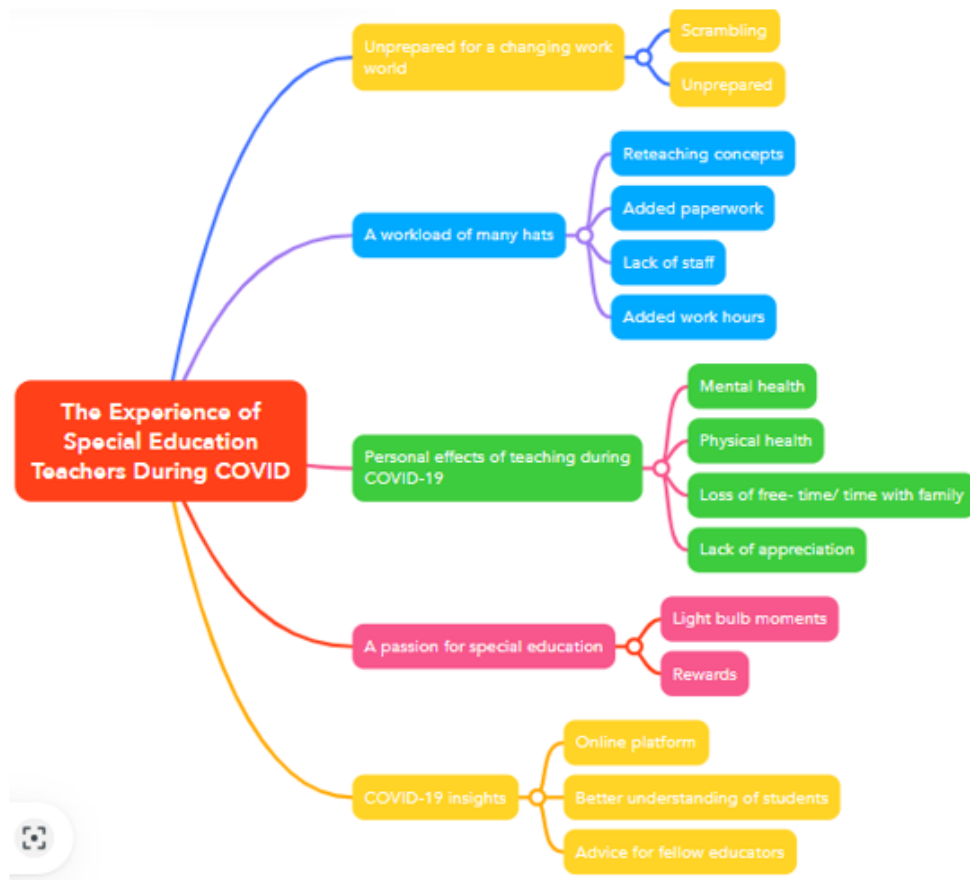 The Experience of
Special Education
Teachers During COVID
Unprepared for a changing work
world
Scrambling
Unprepared
A workload of many hats
Reteaching concepts
Added paperwork
Lack of staff
Added work hours
Personal effects of teaching during
COVID-19
Mental health
Physical health
Loss of free- time/ time with family
Lack of appreciation
A passion for special education
Light bulb moments
Rewards
COVID-19 insights
Online platform
Better understanding of students
Advice for fellow educators